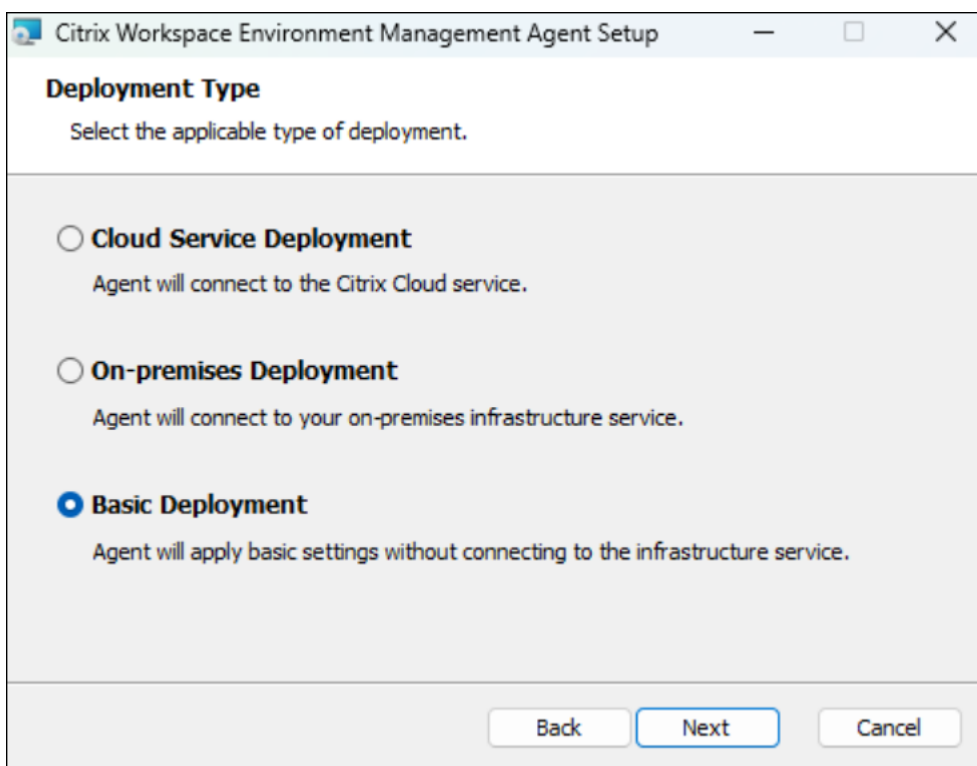 Citrix Workspace Environment Management Agent Setup
Deployment Type
Select the applicable type of deployment.
Cloud Service Deployment
Agent will connect to the Citrix Cloud service.
On-premises Deployment
Agent will connect to your on-premises infrastructure service.
Basic Deployment
Agent will apply basic settings without connecting to the infrastructure service.
Back Next Cancel